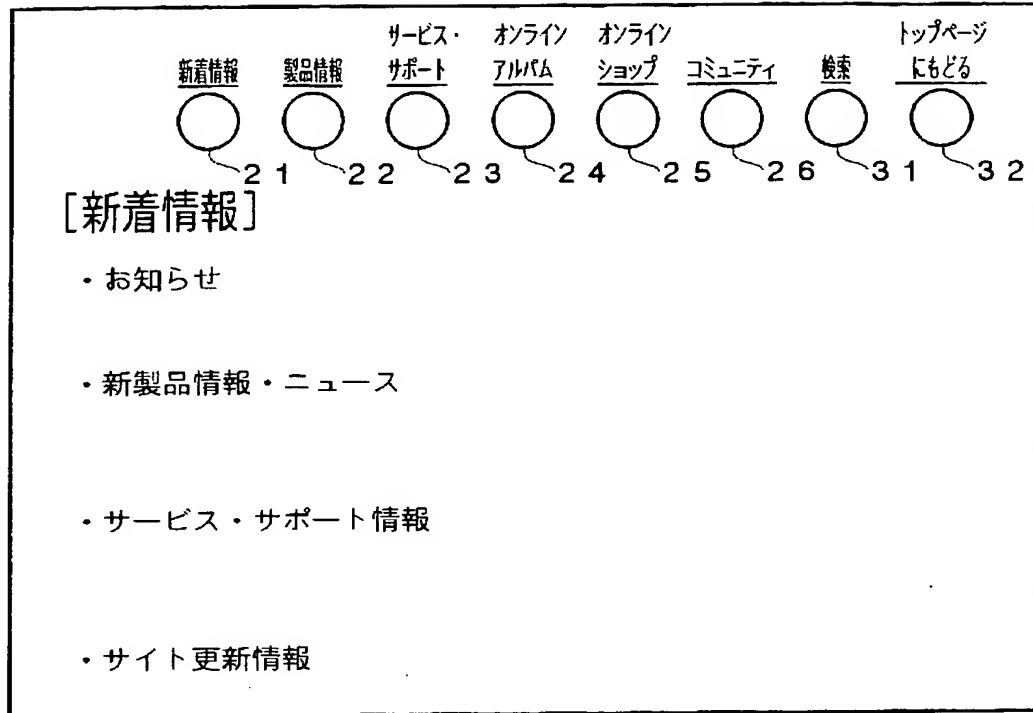 サービス・ オンライン オンライン トップページ
新着情報 製品情報 サポート アルバム ショップ コミュニティ 検索 にもどる
21 22 23 24 25 26 31 32
[新着情報]
・お知らせ
・新製品情報・ニュース
・サービス・サポート情報
・サイト更新情報